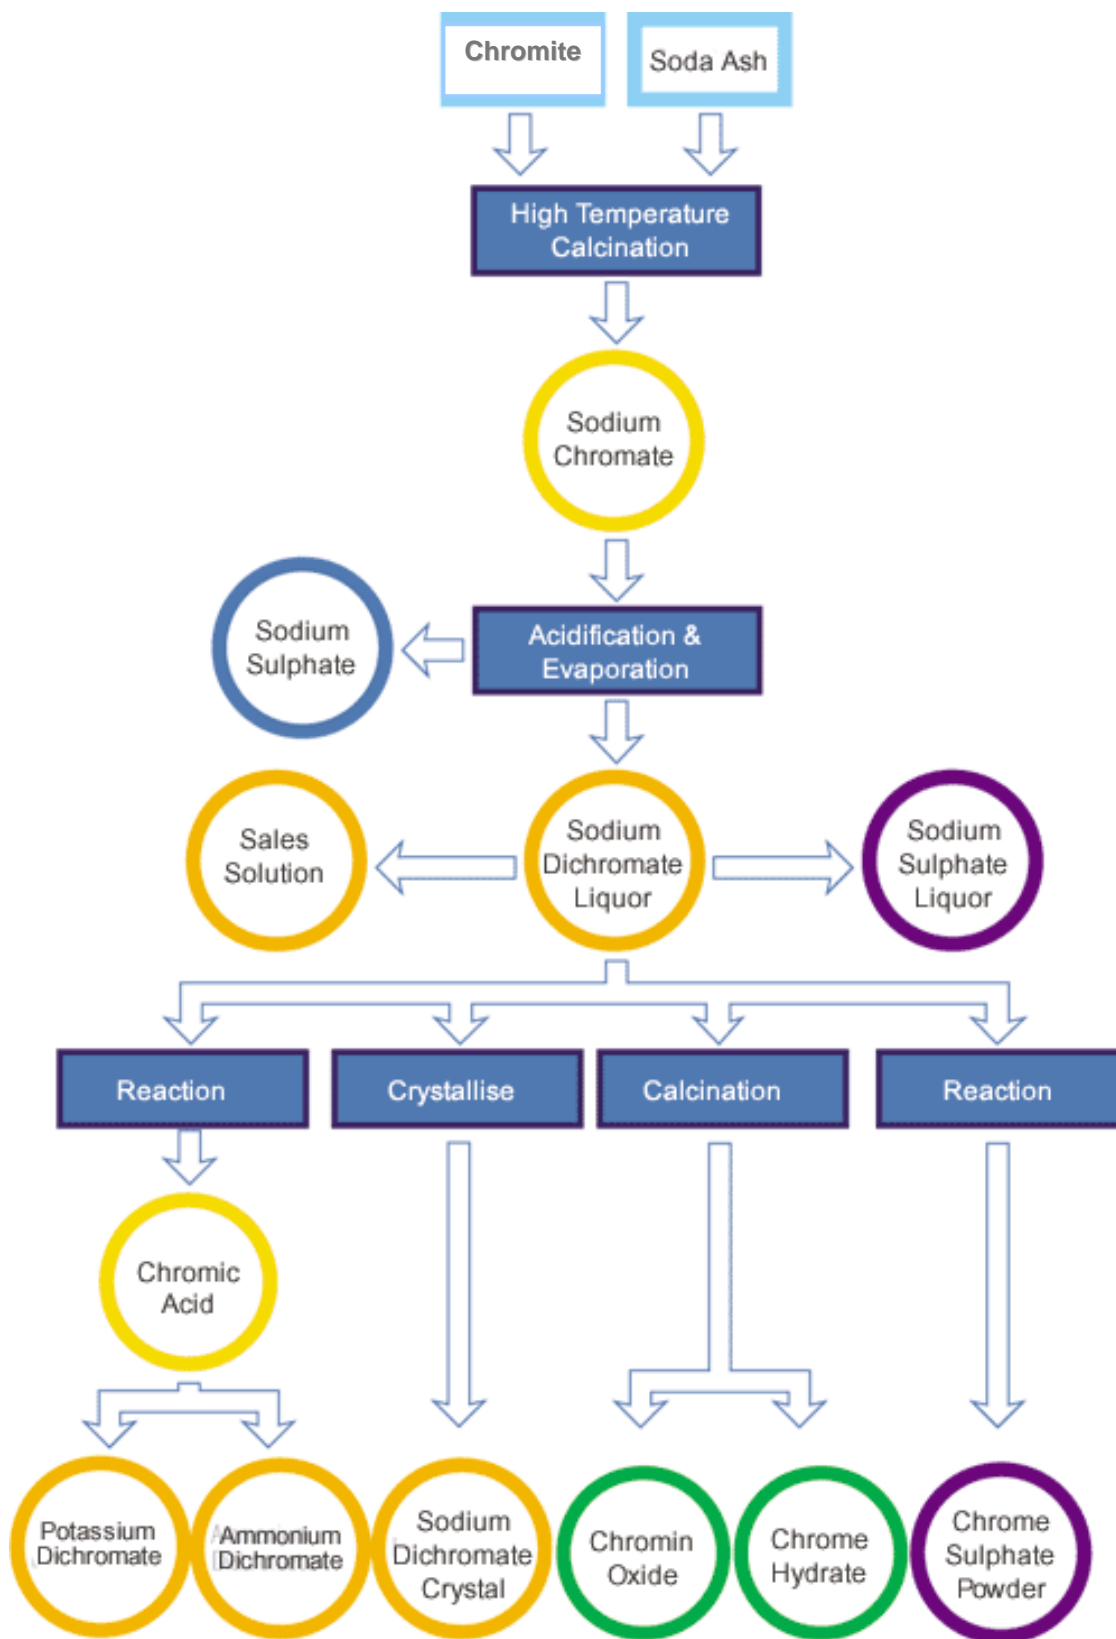 Chromite
Soda Ash
High Temperature
Calcination
Sodium
Chromate
Sodium
Sulphate
Acidification &
Evaporation
Sales
Solution
Sodium
Dichromate
Liquor
Sodium
Sulphate
Liquor
Reaction
Crystallise
Calcination
Reaction
Chromic
Acid
Potassium
Dichromate
Ammonium
Dichromate
Sodium
Dichromate
Crystal
Chromin
Oxide
Chrome
Hydrate
Chrome
Sulphate
Powder